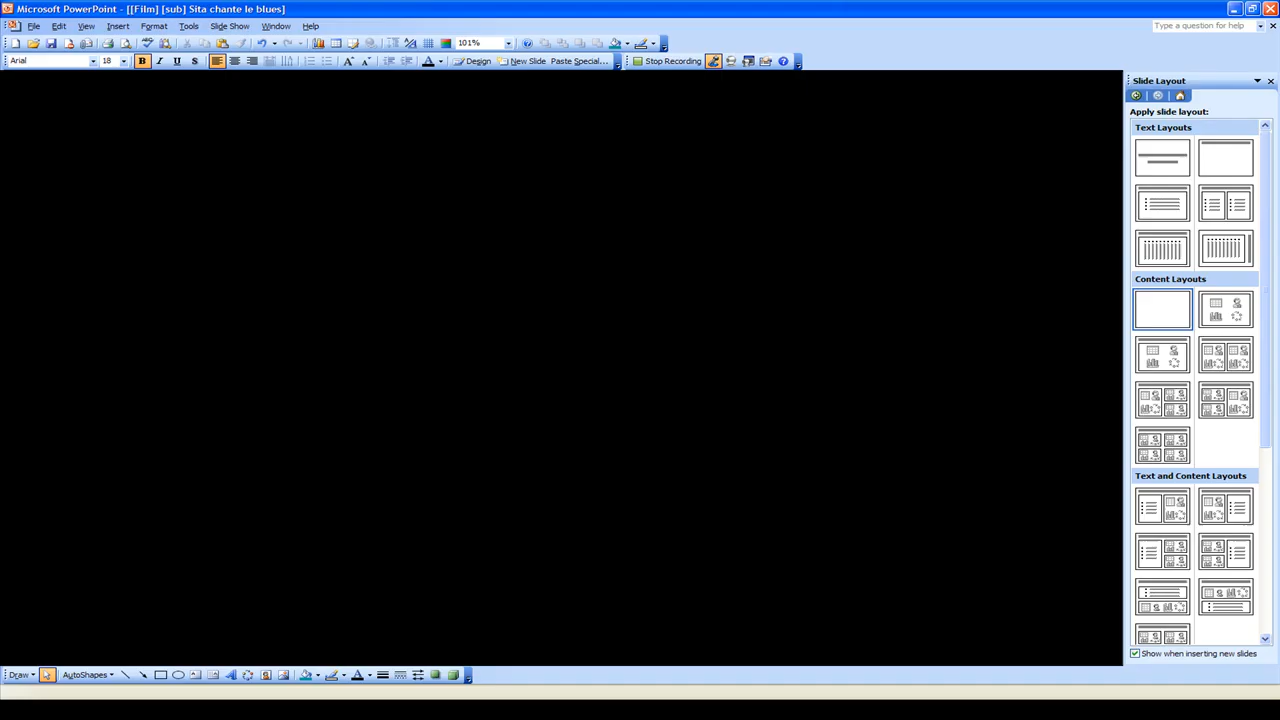 Microsoft PowerPoint - [[Film] [sub] Sita chante le blues]
File Edit View Insert Format Tools Slide Show Window Help
Type a question for help
101%
Arial 18 B I U S A Design New Slide Paste Special... Stop Recording
Slide Layout
Apply slide layout:
Text Layouts
Content Layouts
Text and Content Layouts
Show when inserting new slides
Draw AutoShapes